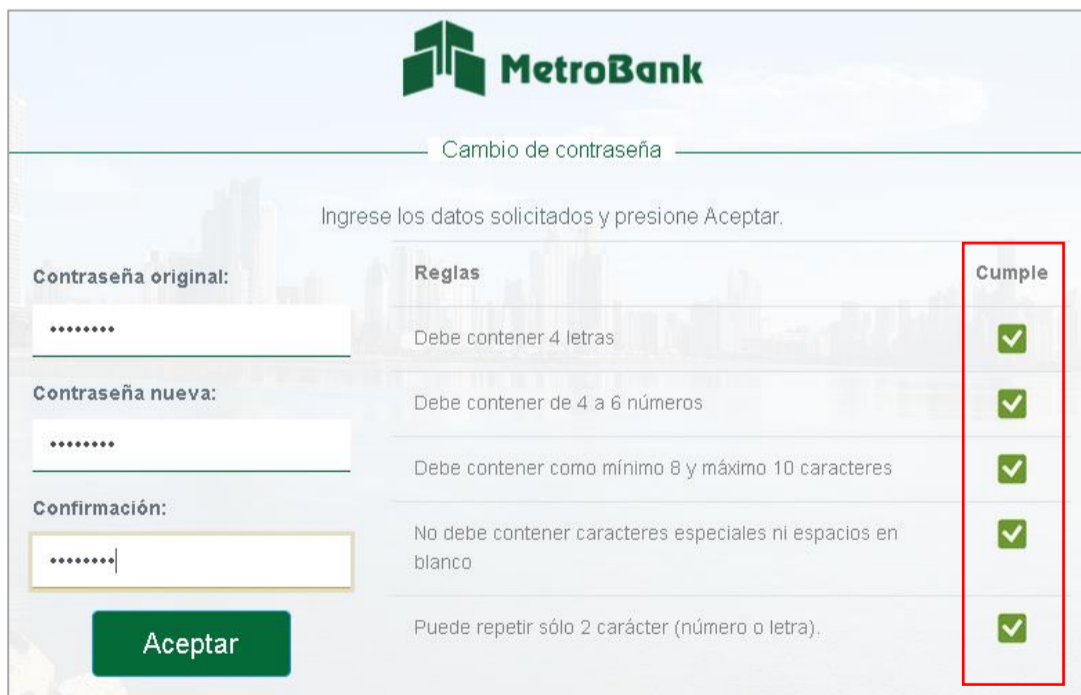 MetroBank
Cambio de contraseña
Ingrese los datos solicitados y presione Aceptar.
Contraseña original:
••••••••
Contraseña nueva:
••••••••
Confirmación:
••••••••
Aceptar
Reglas
Cumple
Debe contener 4 letras
Debe contener de 4 a 6 números
Debe contener como mínimo 8 y máximo 10 caracteres
No debe contener caracteres especiales ni espacios en
blanco
Puede repetir sólo 2 carácter (número o letra).